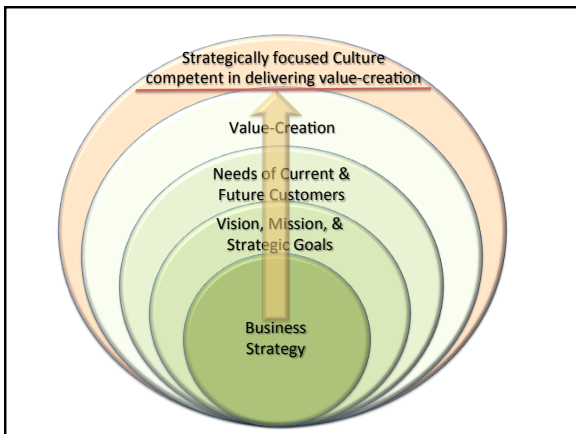 Strategically focused Culture
competent in delivering value-creation
Value-Creation
Needs of Current &
Future Customers
Vision, Mission, &
Strategic Goals
Business
Strategy